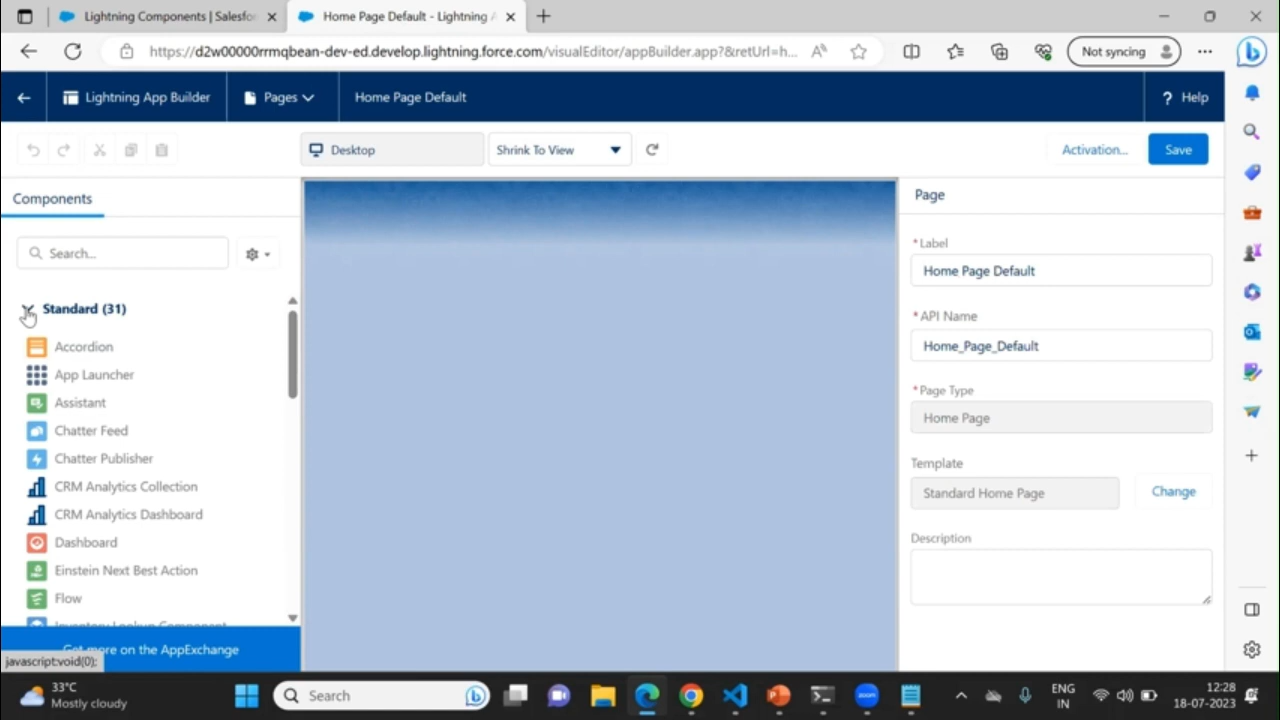 Lightning Components | Salesfor
Home Page Default - Lightning A
https://d2w00000rrmqbean-dev-ed.develop.lightning.force.com/visualEditor/appBuilder.app?&retUrl=h...
Not syncing
Lightning App Builder
Pages
Home Page Default
? Help
Desktop
Shrink To View
Activation...
Save
Components
Search...
Standard (31)
Accordion
App Launcher
Assistant
Chatter Feed
Chatter Publisher
CRM Analytics Collection
CRM Analytics Dashboard
Dashboard
Einstein Next Best Action
Flow
Inventory Lookup Component
Get more on the AppExchange
javascript:void(0);
Page
*Label
Home Page Default
*API Name
Home_Page_Default
*Page Type
Home Page
Template
Standard Home Page
Change
Description
33°C
Mostly cloudy
Search
zoom
ENG
IN
12:28
18-07-2023